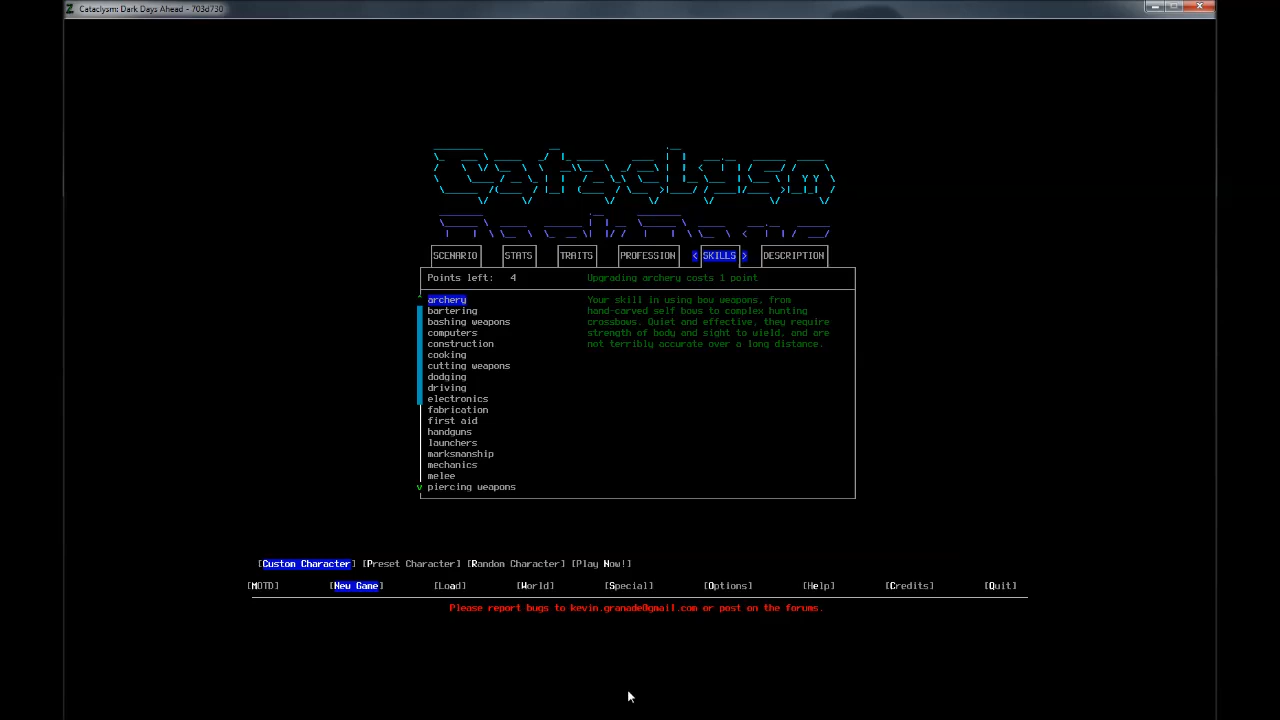 Cataclysm: Dark Days Ahead - 703d730
Cataclysm
SCENARIO STATS TRAITS PROFESSION < SKILLS > DESCRIPTION
Points left: 4 Upgrading archery costs 1 point
archery
bartering
bashing weapons
computers
construction
cooking
cutting weapons
dodging
driving
electronics
fabrication
first aid
handguns
launchers
marksmanship
mechanics
melee
v piercing weapons
Your skill in using bow weapons, from
hand-carved self bows to complex hunting
crossbows. Quiet and effective, they require
strength of body and sight to wield, and are
not terribly accurate over a long distance.
[Custom Character] [Preset Character] [Random Character] [Play Now!]
[MOTD] [New Game] [Load] [World] [Special] [Options] [Help] [Credits] [Quit]
Please report bugs to kevin.granade@gmail.com or post on the forums.